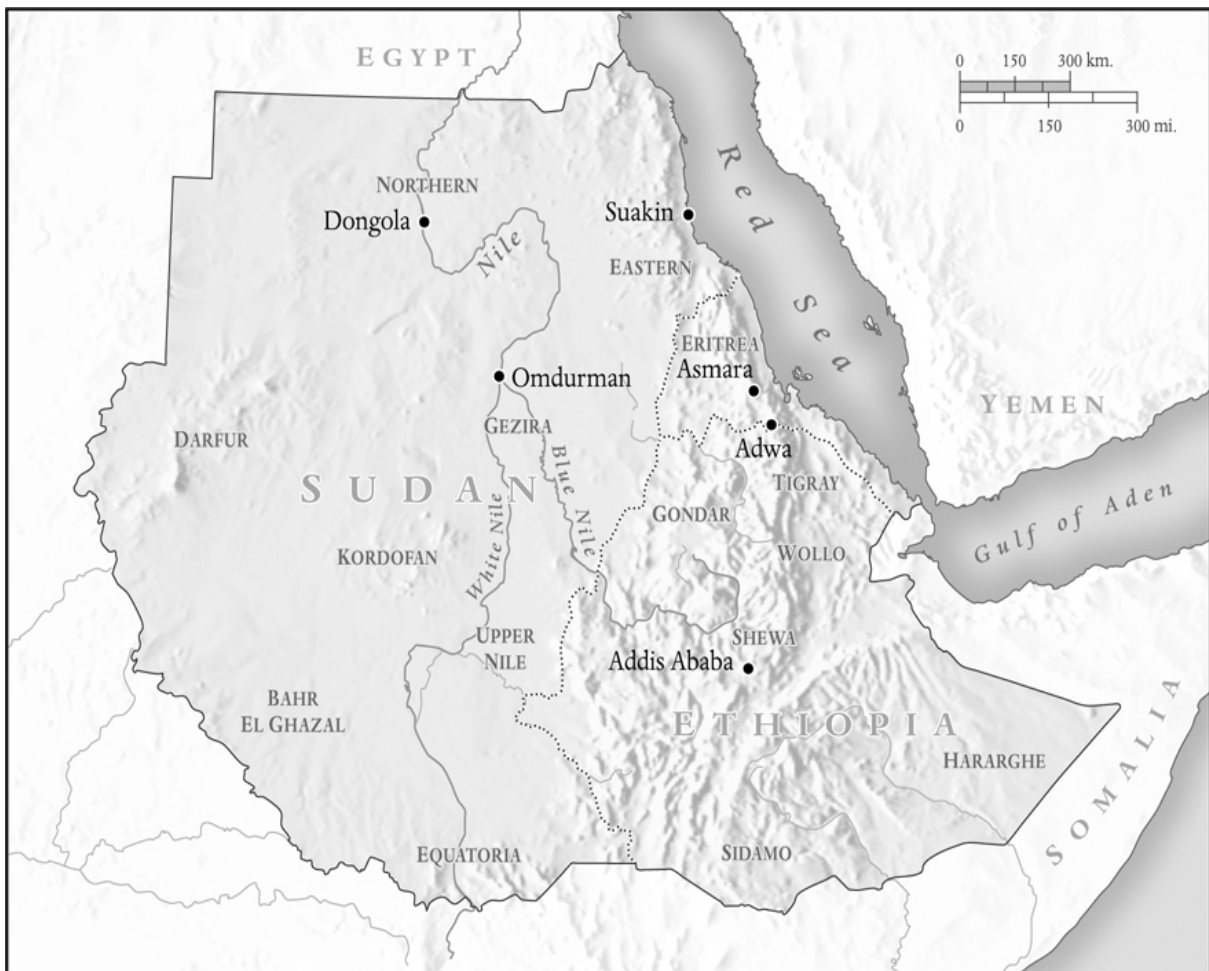 EGYPT
0 150 300 km.
0 150 300 mi.
Red Sea
NORTHERN
Dongola
Nile
Suakin
EASTERN
ERITREA
Asmara
Omdurman
GEZIRA
YEMEN
Adwa
DARFUR
SUDAN
Blue Nile
TIGRAY
GONDAR
Gulf of Aden
WOLLO
KORDOFAN
White Nile
UPPER
NILE
SHEWA
Addis Ababa
BAHR
EL GHAZAL
ETHIOPIA
HARARGHE
SOMALIA
EQUATORIA
SIDAMO